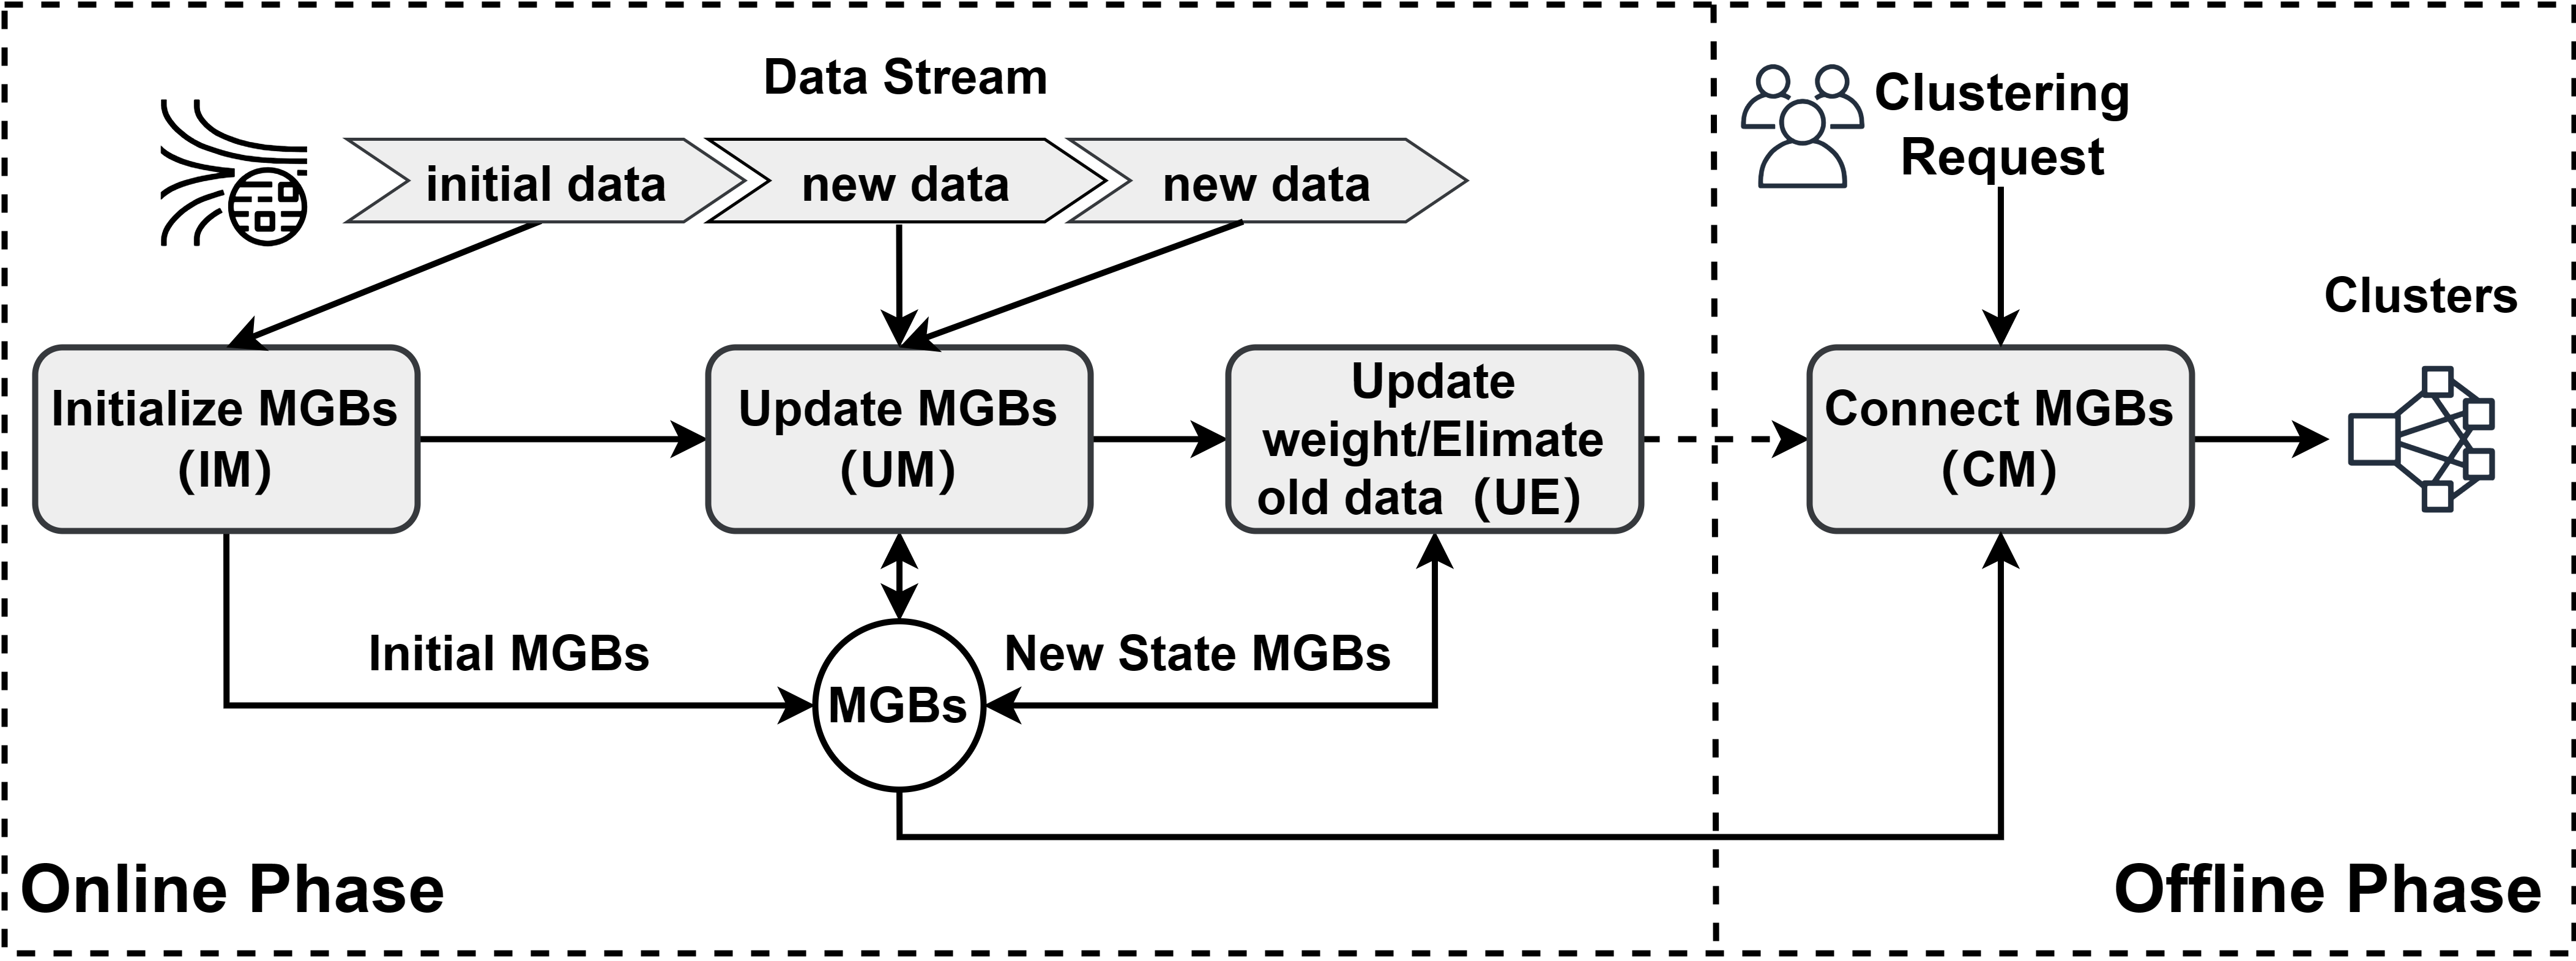 Data Stream
initial data
new data
new data
Clustering
Request
Clusters
Initialize MGBs
(IM)
Update MGBs
(UM)
Update
weight/Elimate
old data (UE)
Connect MGBs
(CM)
Initial MGBs
New State MGBs
MGBs
Online Phase
Offline Phase